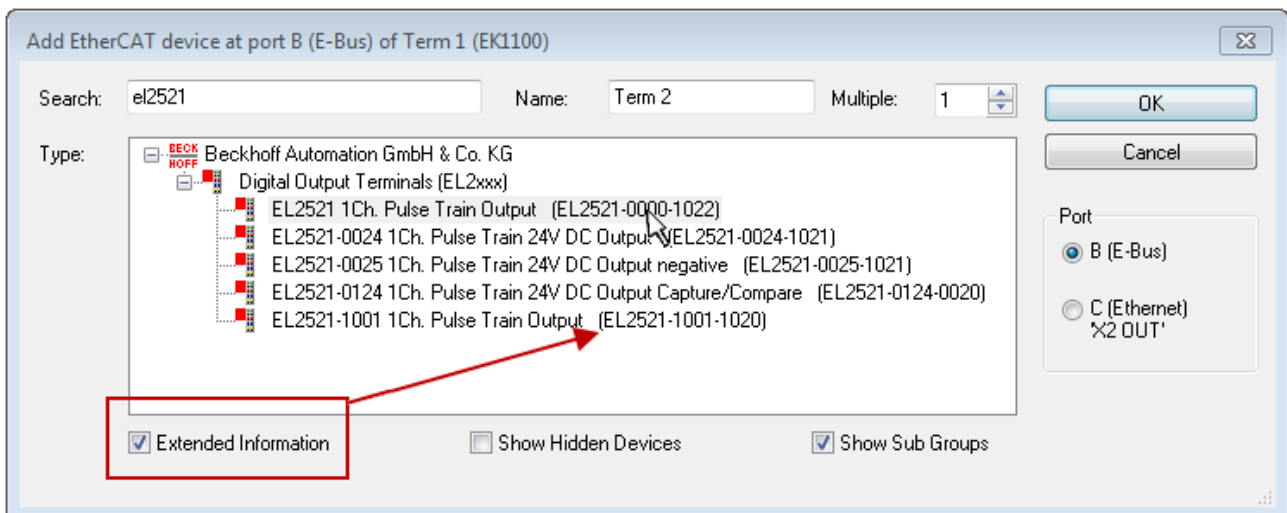 Add EtherCAT device at port B (E-Bus) of Term 1 (EK1100)
Search: el2521 Name: Term 2 Multiple: 1 OK
Type: BECKHOFF Beckhoff Automation GmbH & Co. KG Cancel
Digital Output Terminals (EL2xxx)
EL2521 1Ch. Pulse Train Output (EL2521-0000-1022)
EL2521-0024 1Ch. Pulse Train 24V DC Output (EL2521-0024-1021)
EL2521-0025 1Ch. Pulse Train 24V DC Output negative (EL2521-0025-1021)
EL2521-0124 1Ch. Pulse Train 24V DC Output Capture/Compare (EL2521-0124-0020)
EL2521-1001 1Ch. Pulse Train Output (EL2521-1001-1020)
Port
B (E-Bus)
C (Ethernet)
'X2 OUT'
Extended Information Show Hidden Devices Show Sub Groups